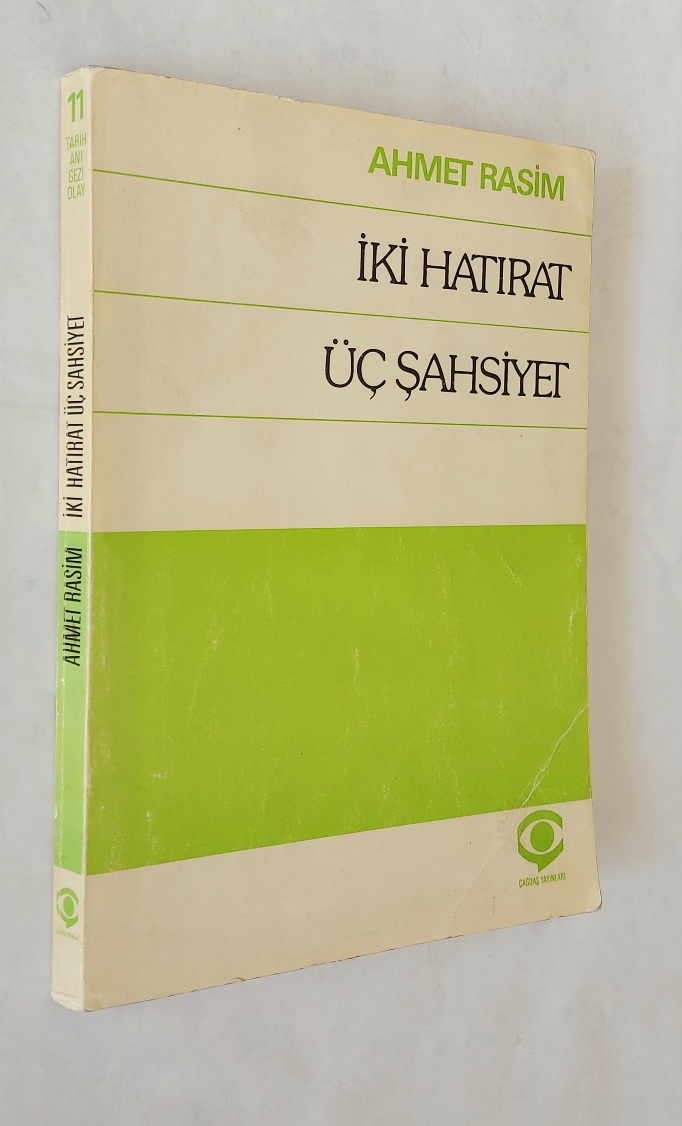 11
TARİH
ANI
GEZİ
OLAY
AHMET RASİM İKİ HATIRAT ÜÇ ŞAHSİYET
AHMET RASİM
İKİ HATIRAT
ÜÇ ŞAHSİYET
ÇAĞDAŞ YAYINLARI